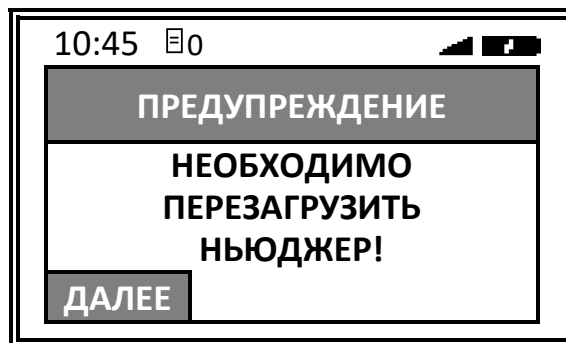 10:45 0
ПРЕДУПРЕЖДЕНИЕ
НЕОБХОДИМО
ПЕРЕЗАГРУЗИТЬ
НЬЮДЖЕР!
ДАЛЕЕ